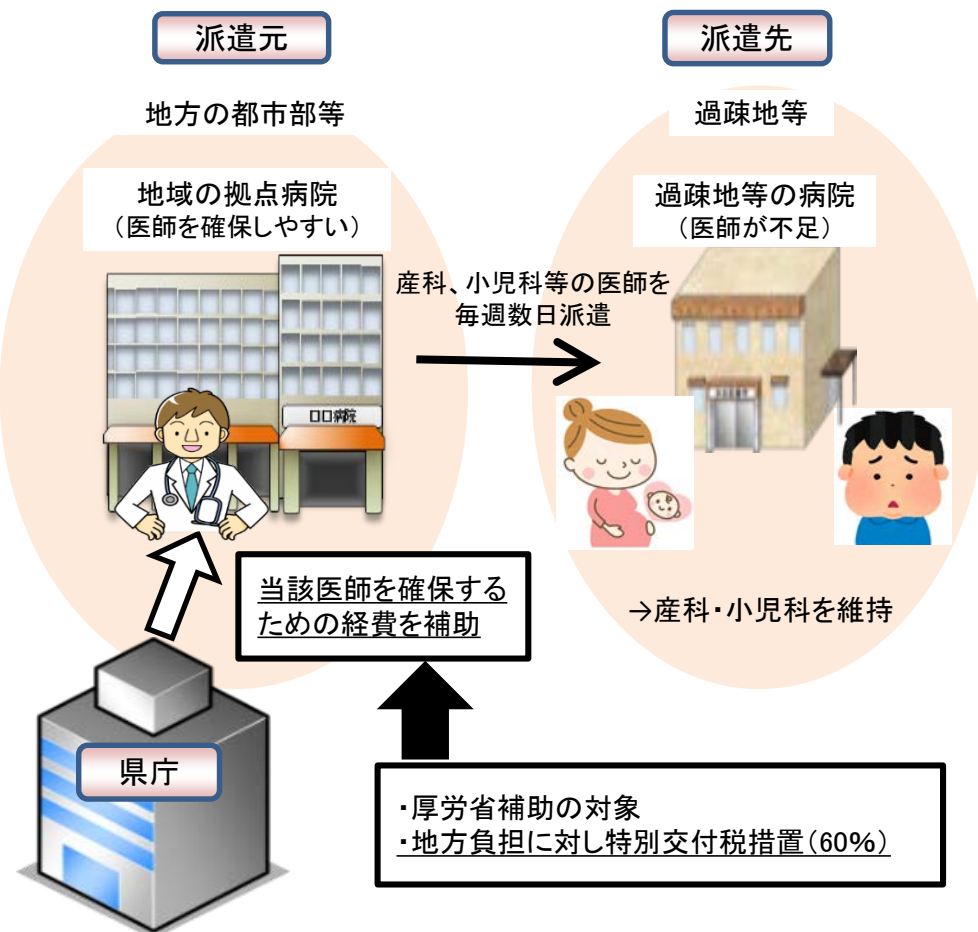 派遣元
派遣先
地方の都市部等
過疎地等
地域の拠点病院
（医師を確保しやすい）
過疎地等の病院
（医師が不足）
産科、小児科等の医師を
毎週数日派遣
口口病院
当該医師を確保する
ための経費を補助
→産科・小児科を維持
県庁
・厚労省補助の対象
・地方負担に対し特別交付税措置（60%）